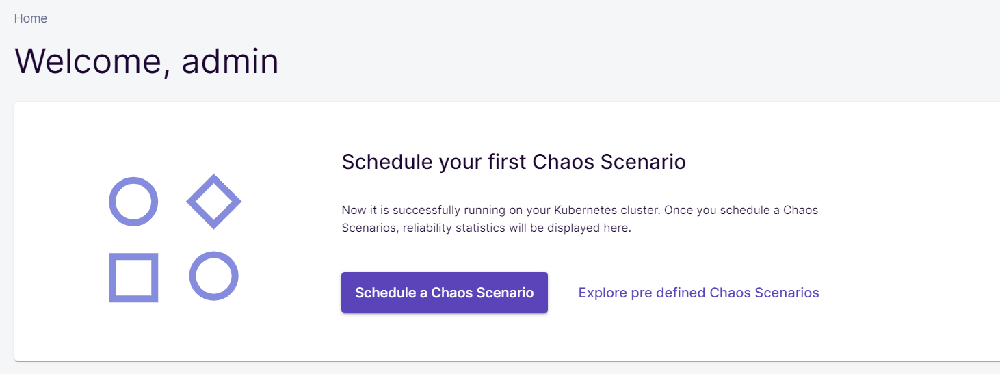 Home
Welcome, admin
Schedule your first Chaos Scenario
Now it is successfully running on your Kubernetes cluster. Once you schedule a Chaos
Scenarios, reliability statistics will be displayed here.
Schedule a Chaos Scenario
Explore pre defined Chaos Scenarios